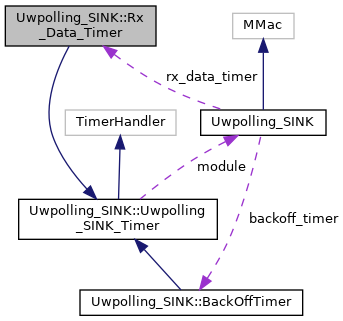 Uwpolling_SINK::Rx
_Data_Timer
MMac
rx_data_timer
TimerHandler
Uwpolling_SINK
module
Uwpolling_SINK::Uwpolling
_SINK_Timer
backoff_timer
Uwpolling_SINK::BackOffTimer